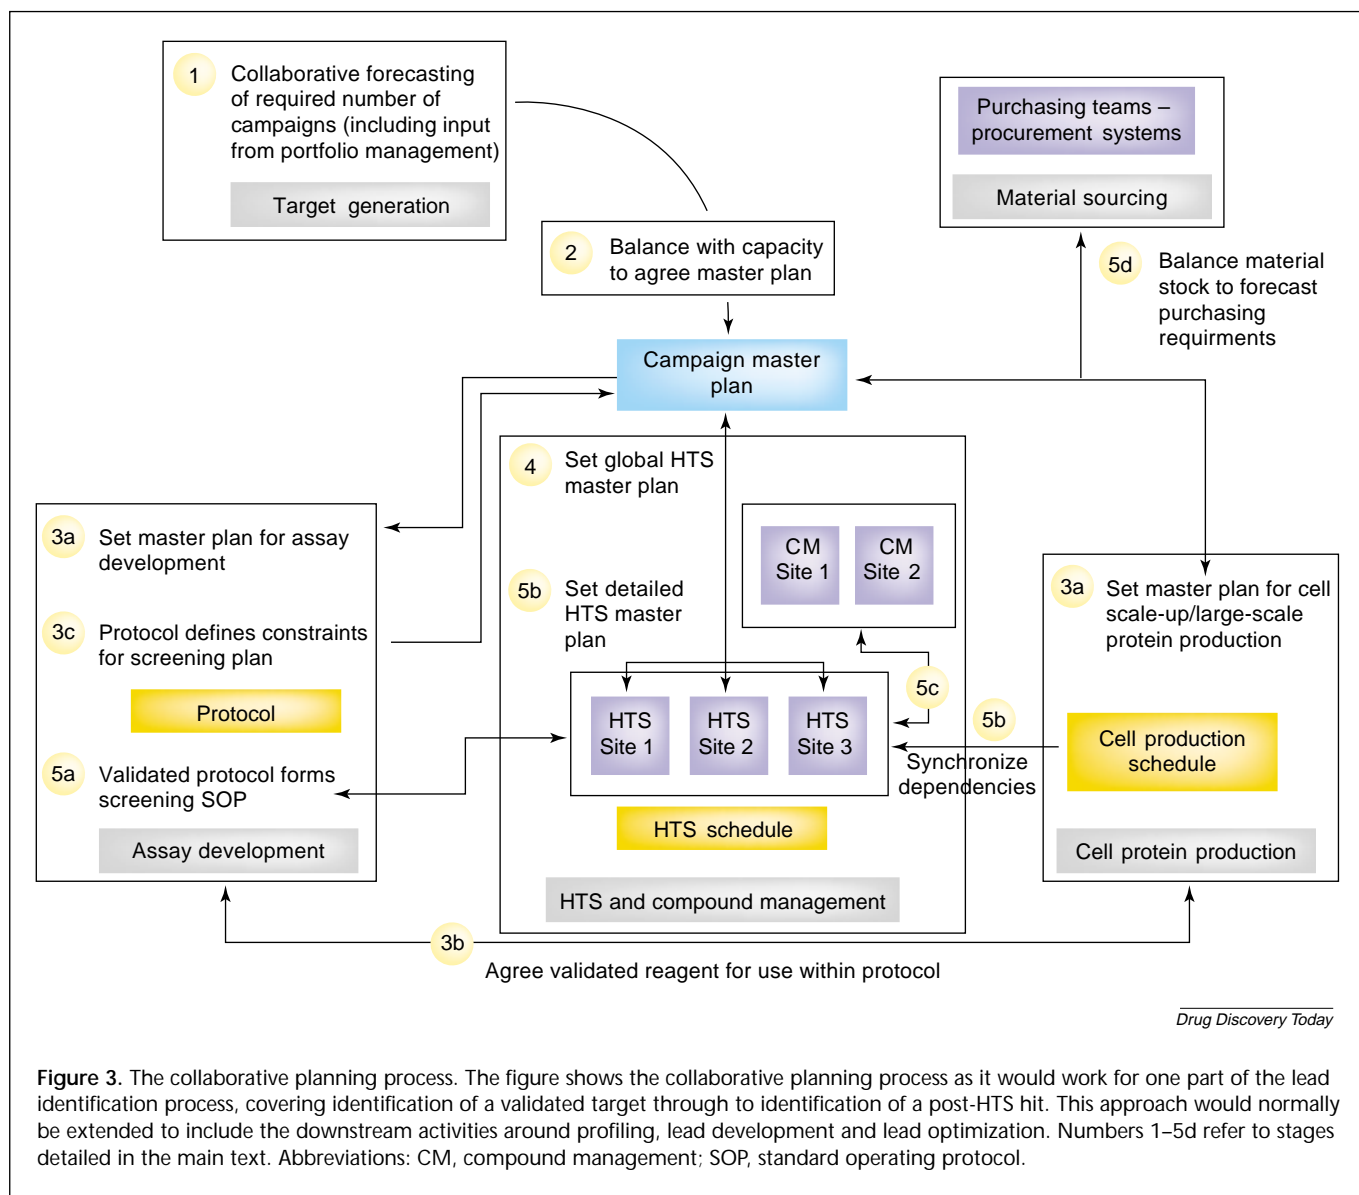 1
Collaborative forecasting
of required number of
campaigns (including input
from portfolio management)
Target generation
2
Balance with capacity
to agree master plan
Purchasing teams –
procurement systems
Material sourcing
5d
Balance material
stock to forecast
purchasing
requirments
Campaign master
plan
4
Set global HTS
master plan
CM
Site 1
CM
Site 2
5b
Set detailed
HTS master
plan
5c
HTS
Site 1
HTS
Site 2
HTS
Site 3
HTS schedule
HTS and compound management
3a
Set master plan for assay
development
3c
Protocol defines constraints
for screening plan
Protocol
5a
Validated protocol forms
screening SOP
Assay development
5b
Synchronize
dependencies
3a
Set master plan for cell
scale-up/large-scale
protein production
Cell production
schedule
Cell protein production
3b
Agree validated reagent for use within protocol
Drug Discovery Today
Figure 3. The collaborative planning process. The figure shows the collaborative planning process as it would work for one part of the lead
identification process, covering identification of a validated target through to identification of a post-HTS hit. This approach would normally
be extended to include the downstream activities around profiling, lead development and lead optimization. Numbers 1–5d refer to stages
detailed in the main text. Abbreviations: CM, compound management; SOP, standard operating protocol.